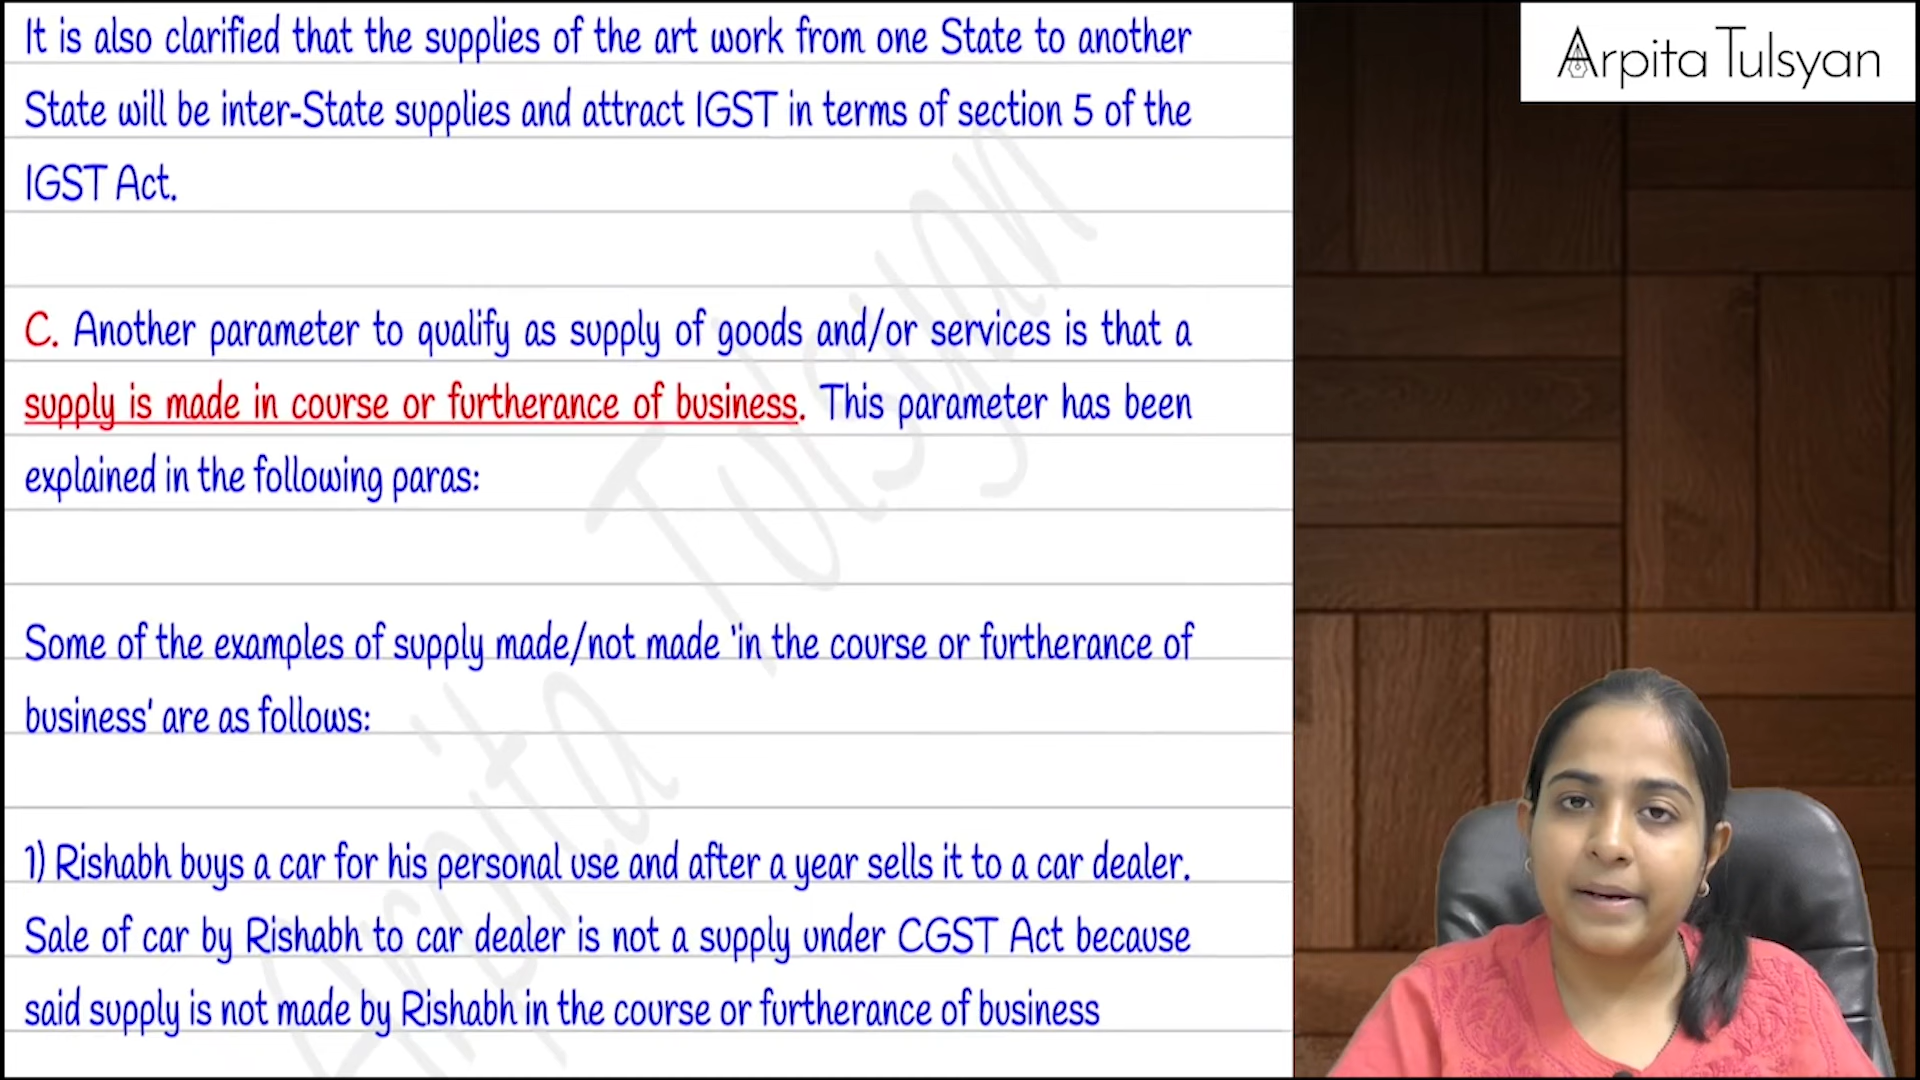 It is also clarified that the supplies of the art work from one State to another
State will be inter-State supplies and attract IGST in terms of section 5 of the
IGST Act.
C. Another parameter to qualify as supply of goods and/or services is that a
supply is made in course or furtherance of business. This parameter has been
explained in the following paras:
Some of the examples of supply made/not made 'in the course or furtherance of
business' are as follows:
1) Rishabh buys a car for his personal use and after a year sells it to a car dealer.
Sale of car by Rishabh to car dealer is not a supply under CGST Act because
said supply is not made by Rishabh in the course or furtherance of business
Arpita Tulsyan
Arpita Tulsyan